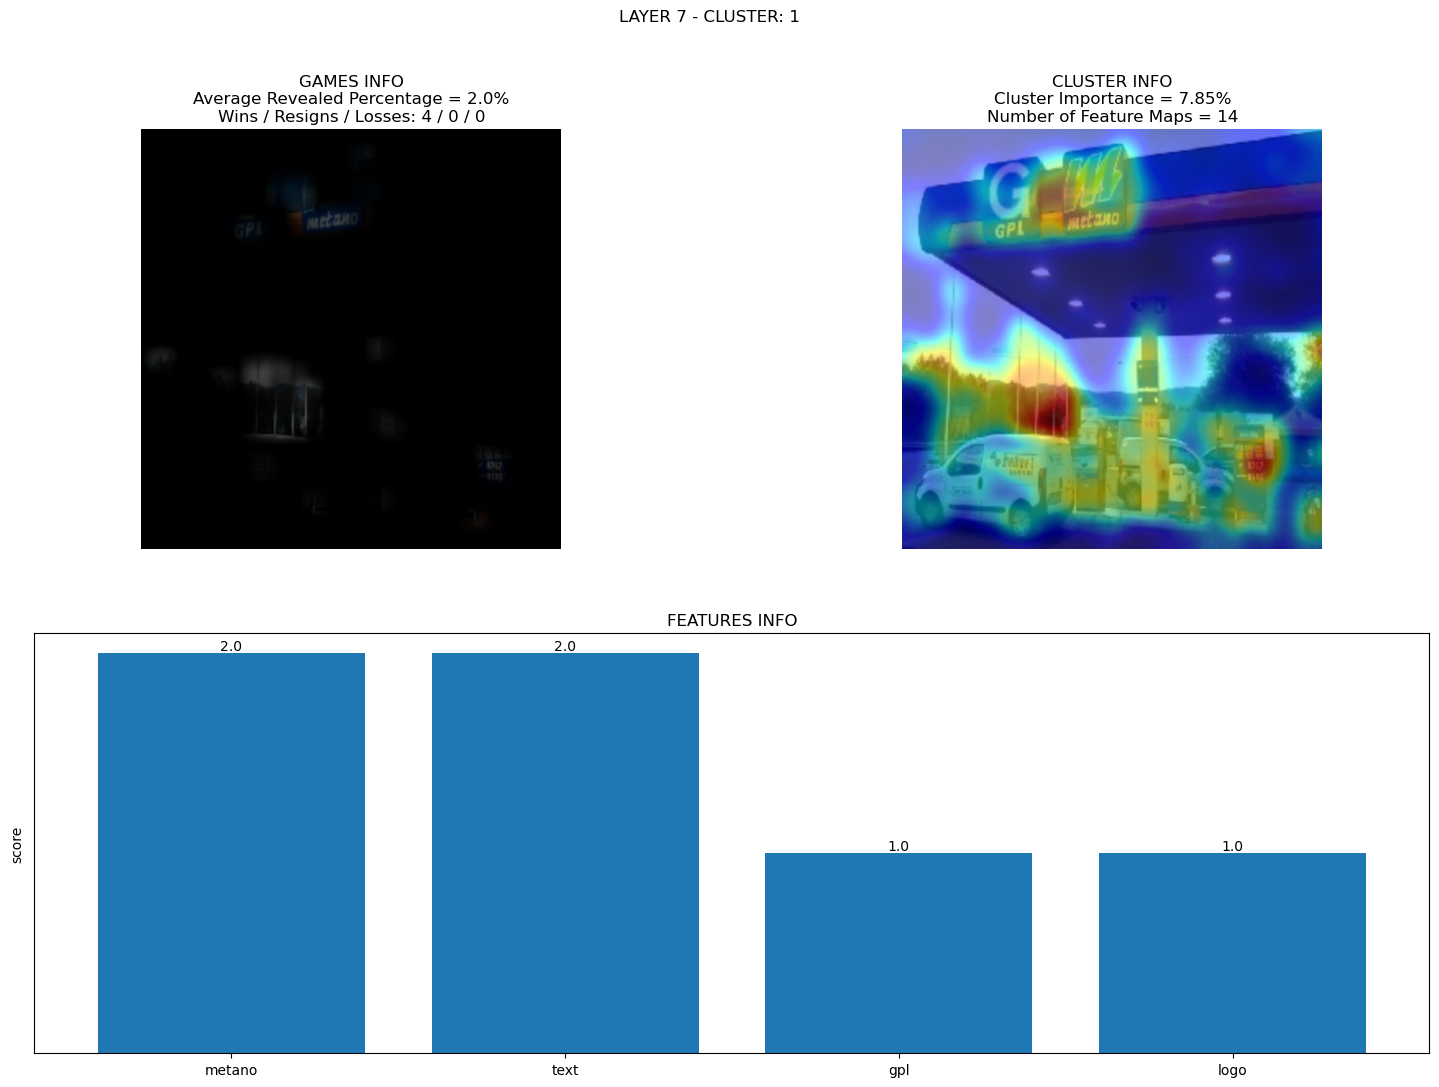 LAYER 7 - CLUSTER: 1
GAMES INFO
Average Revealed Percentage = 2.0%
Wins / Resigns / Losses: 4 / 0 / 0
GPL
metano
CLUSTER INFO
Cluster Importance = 7.85%
Number of Feature Maps = 14
G
GPL
metano
FEATURES INFO
score
2.0
2.0
1.0
1.0
metano
text
gpl
logo